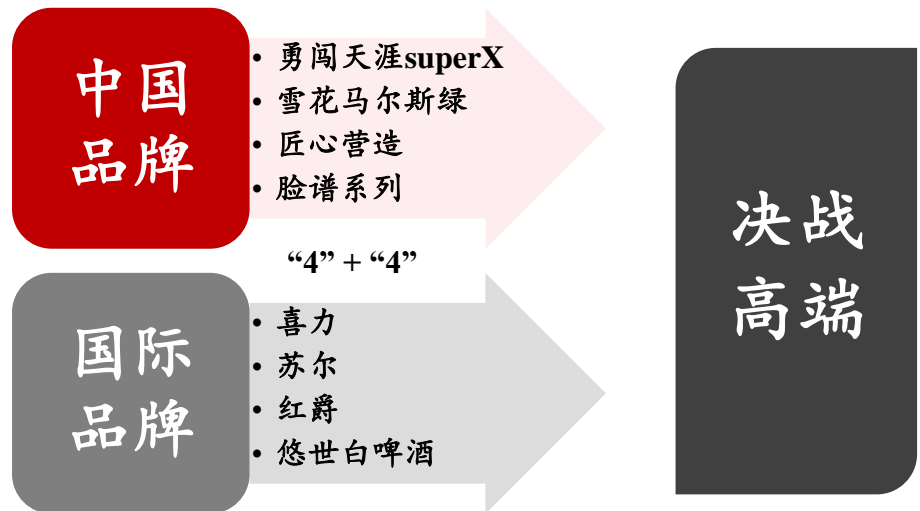 中国
品牌
• 勇闯天涯superX
• 雪花马尔斯绿
• 匠心营造
• 脸谱系列
“4” + “4”
国际
品牌
• 喜力
• 苏尔
• 红爵
• 悠世白啤酒
决战
高端